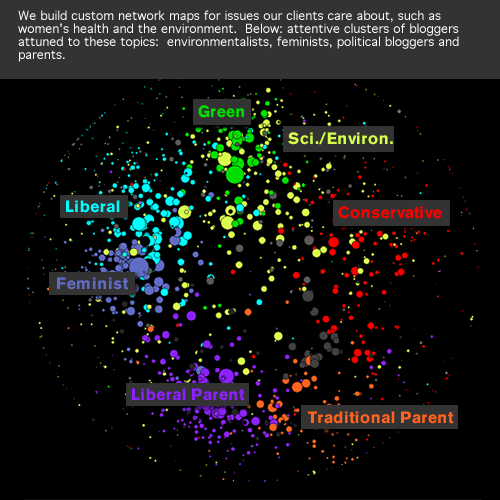 We build custom network maps for issues our clients care about, such as
women's health and the environment.  Below: attentive clusters of bloggers
attuned to these topics:  environmentalists, feminists, political bloggers and
parents.
Green
Sci./Environ.
Liberal
Conservative
Feminist
Liberal Parent
Traditional Parent